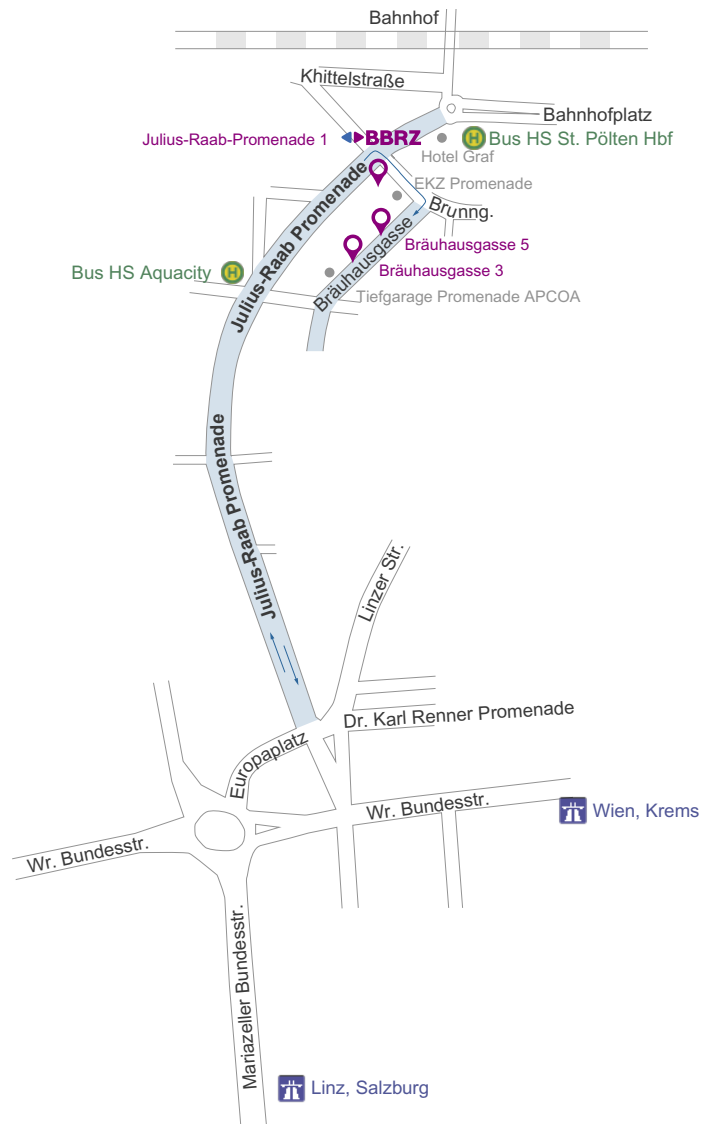 Bahnhof
Khittelstraße
Bahnhofplatz
Julius-Raab-Promenade 1
BBRZ
H
Bus HS St. Pölten Hbf
Hotel Graf
EKZ Promenade
Julius-Raab Promenade
Brunng.
Bräuhausgasse
Bräuhausgasse 5
Bus HS Aquacity
H
Bräuhausgasse 3
Tiefgarage Promenade APCOA
Julius-Raab Promenade
Linzer Str.
Dr. Karl Renner Promenade
Europaplatz
Wr. Bundesstr.
Wien, Krems
Wr. Bundesstr.
Mariazeller Bundesstr.
Linz, Salzburg